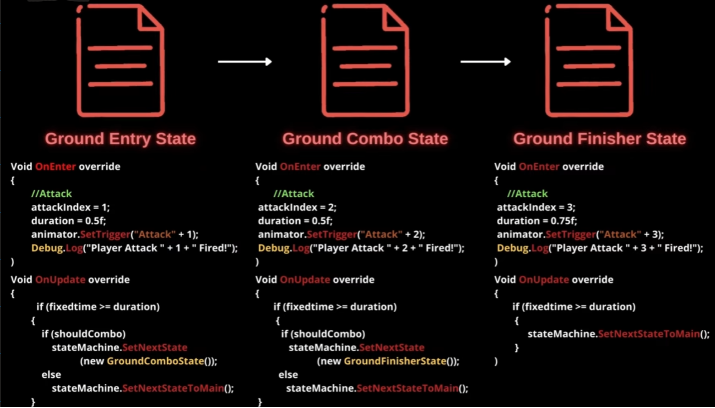 Ground Entry State
Void OnEnter override
{
//Attack
attackIndex = 1;
duration = 0.5f;
animator.SetTrigger("Attack" + 1);
Debug.Log("Player Attack " + 1 + " Fired!");
}
Void OnUpdate override
{
if (fixedtime >= duration)
{
if (shouldCombo)
stateMachine.SetNextState
(new GroundComboState());
else
stateMachine.SetNextStateToMain();
}
Ground Combo State
Void OnEnter override
{
//Attack
attackIndex = 2;
duration = 0.5f;
animator.SetTrigger("Attack" + 2);
Debug.Log("Player Attack " + 2 + " Fired!");
}
Void OnUpdate override
{
if (fixedtime >= duration)
{
if (shouldCombo)
stateMachine.SetNextState
(new GroundFinisherState());
else
stateMachine.SetNextStateToMain();
}
Ground Finisher State
Void OnEnter override
{
//Attack
attackIndex = 3;
duration = 0.75f;
animator.SetTrigger("Attack" + 3);
Debug.Log("Player Attack " + 3 + " Fired!");
}
Void OnUpdate override
{
if (fixedtime >= duration)
{
stateMachine.SetNextStateToMain();
}
}